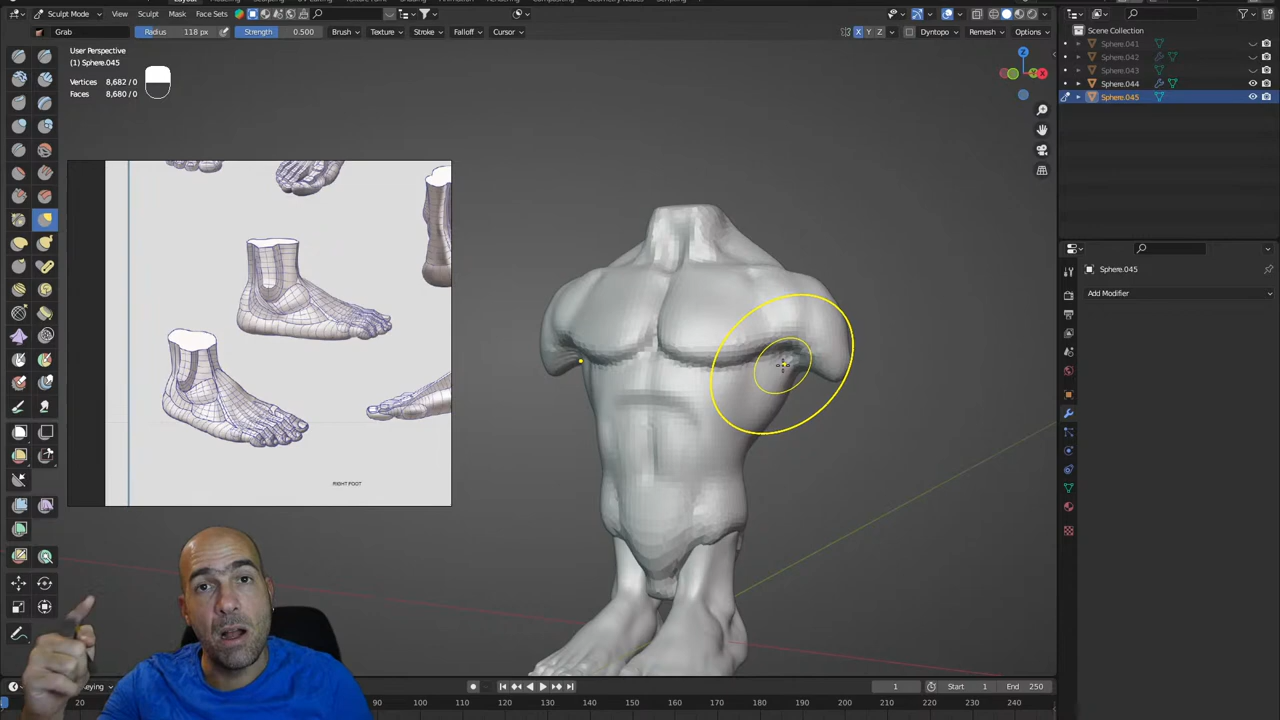 Sculpt Mode View Sculpt Mask Face Sets
Grab Radius 118 px Strength 0.500 Brush Texture Stroke Falloff Cursor X Y Z Dyntopo Remesh Options
User Perspective
(1) Sphere.045
Vertices 8,682 / 0
Faces 8,680 / 0
RIGHT FOOT
Scene Collection
Sphere.041
Sphere.042
Sphere.043
Sphere.044
Sphere.045
Sphere.045
Add Modifier
1 Start 1 End 250
20 80 90 100 110 120 130 140 150 160 170 180 190 200 210 220 230 240 250